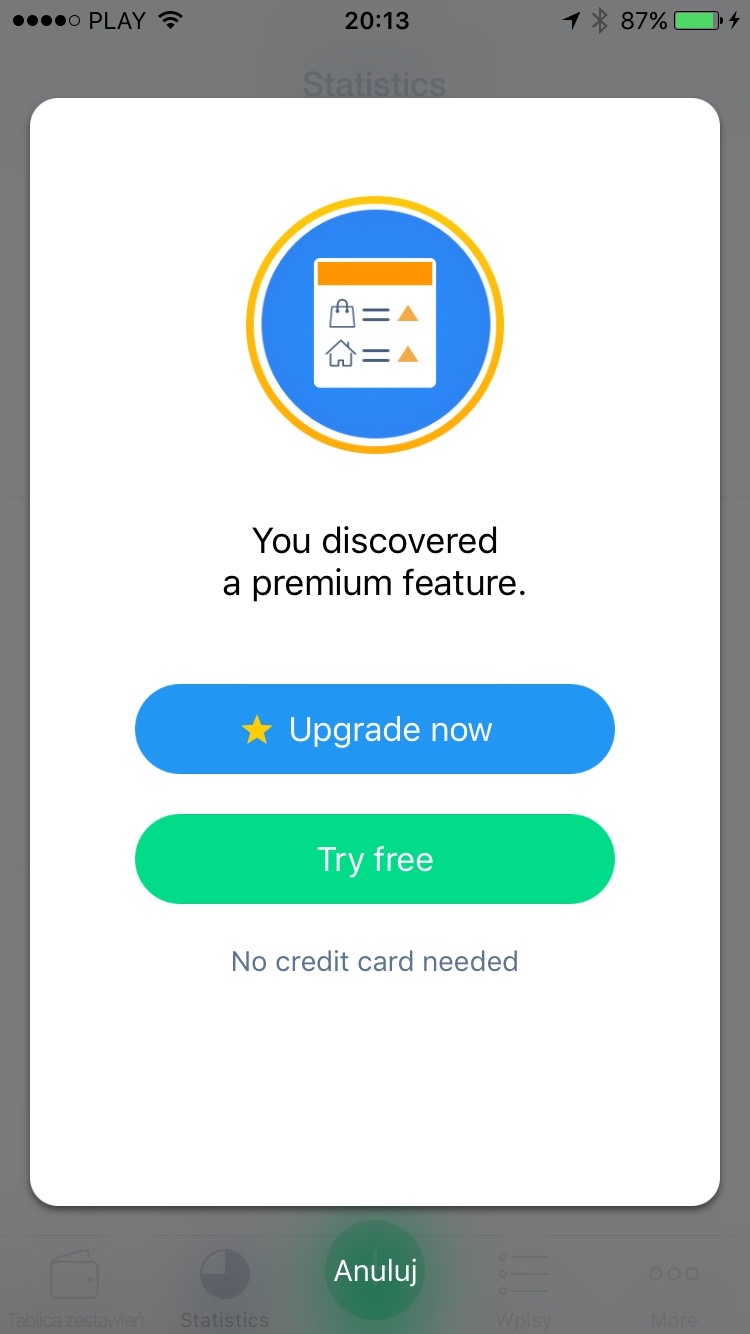 PLAY 20:13 87%
Statistics
You discovered
a premium feature.
Upgrade now
Try free
No credit card needed
Anuluj
Tablica zestawień Statistics Wpisy More